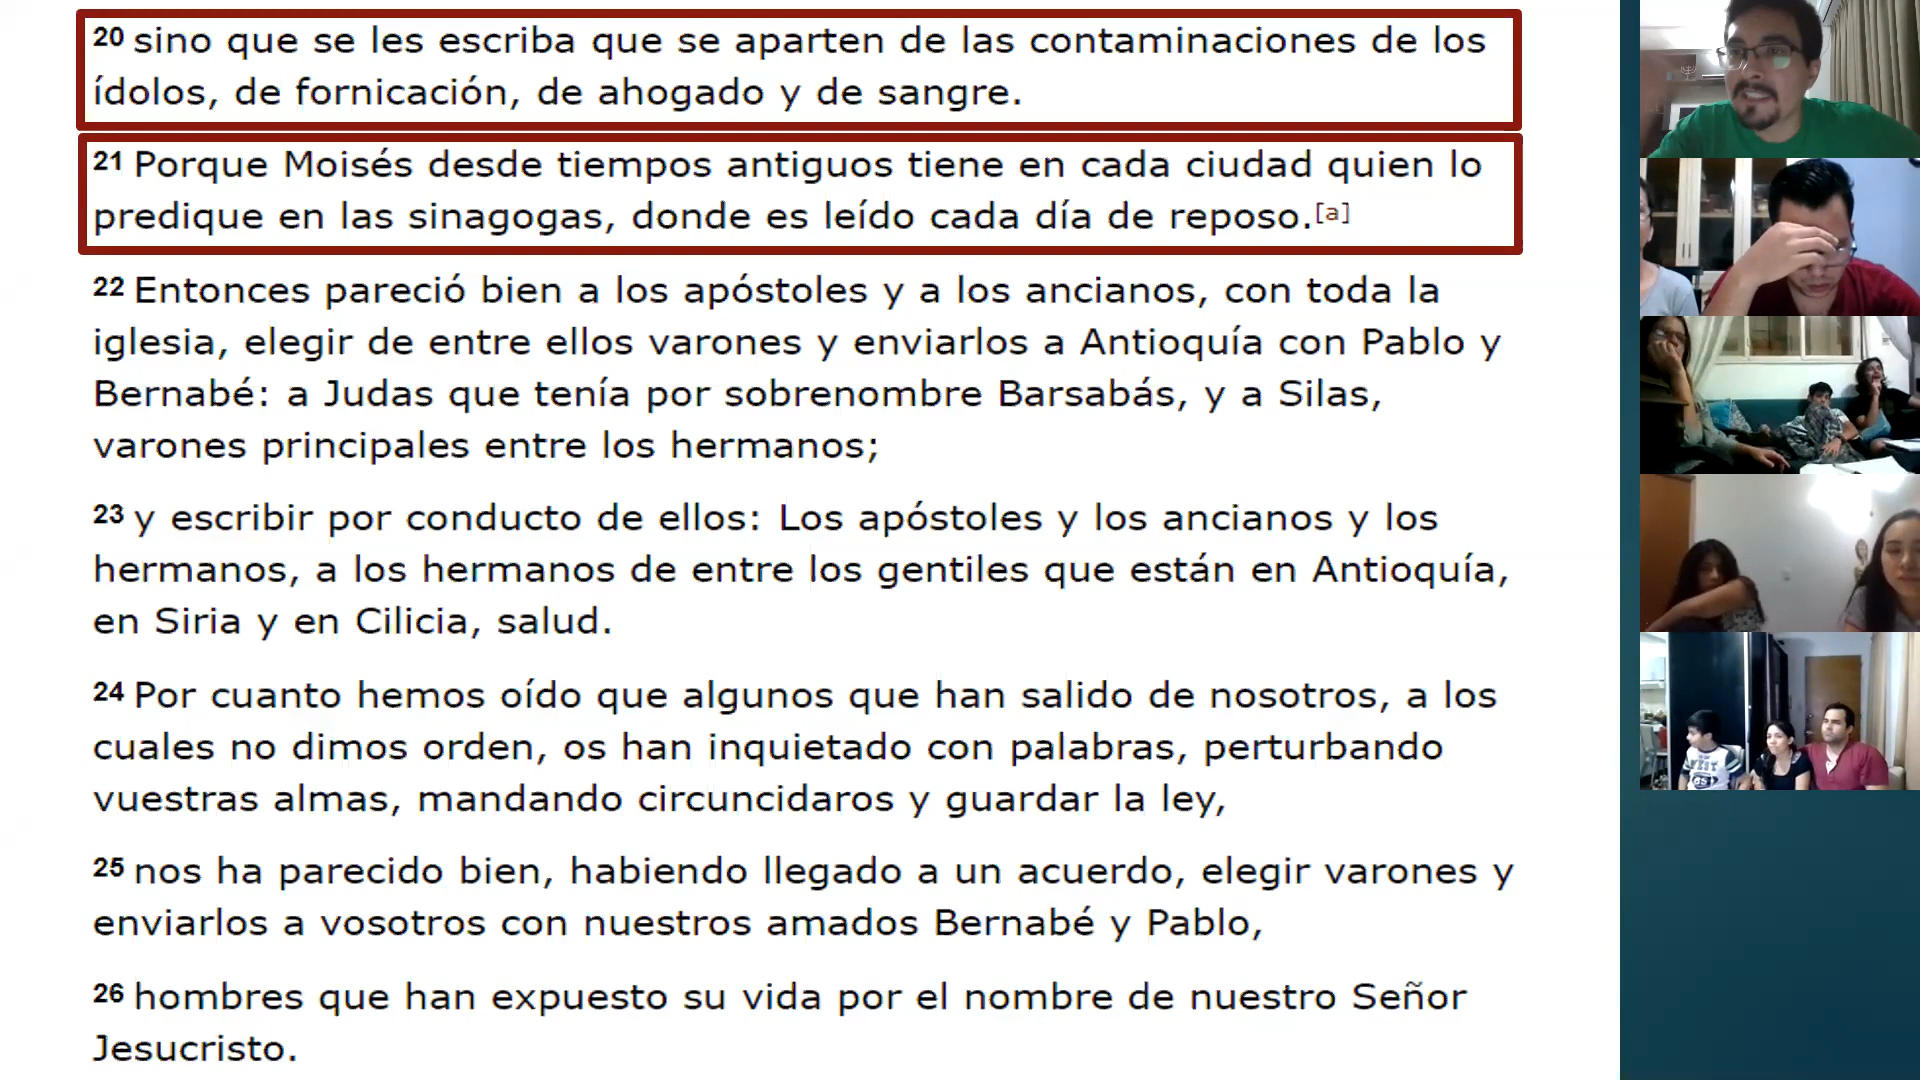 20 sino que se les escriba que se aparten de las contaminaciones de los
ídolos, de fornicación, de ahogado y de sangre.
21 Porque Moisés desde tiempos antiguos tiene en cada ciudad quien lo
predique en las sinagogas, donde es leído cada día de reposo.[a]
22 Entonces pareció bien a los apóstoles y a los ancianos, con toda la
iglesia, elegir de entre ellos varones y enviarlos a Antioquía con Pablo y
Bernabé: a Judas que tenía por sobrenombre Barsabás, y a Silas,
varones principales entre los hermanos;
23 y escribir por conducto de ellos: Los apóstoles y los ancianos y los
hermanos, a los hermanos de entre los gentiles que están en Antioquía,
en Siria y en Cilicia, salud.
24 Por cuanto hemos oído que algunos que han salido de nosotros, a los
cuales no dimos orden, os han inquietado con palabras, perturbando
vuestras almas, mandando circuncidaros y guardar la ley,
25 nos ha parecido bien, habiendo llegado a un acuerdo, elegir varones y
enviarlos a vosotros con nuestros amados Bernabé y Pablo,
26 hombres que han expuesto su vida por el nombre de nuestro Señor
Jesucristo.